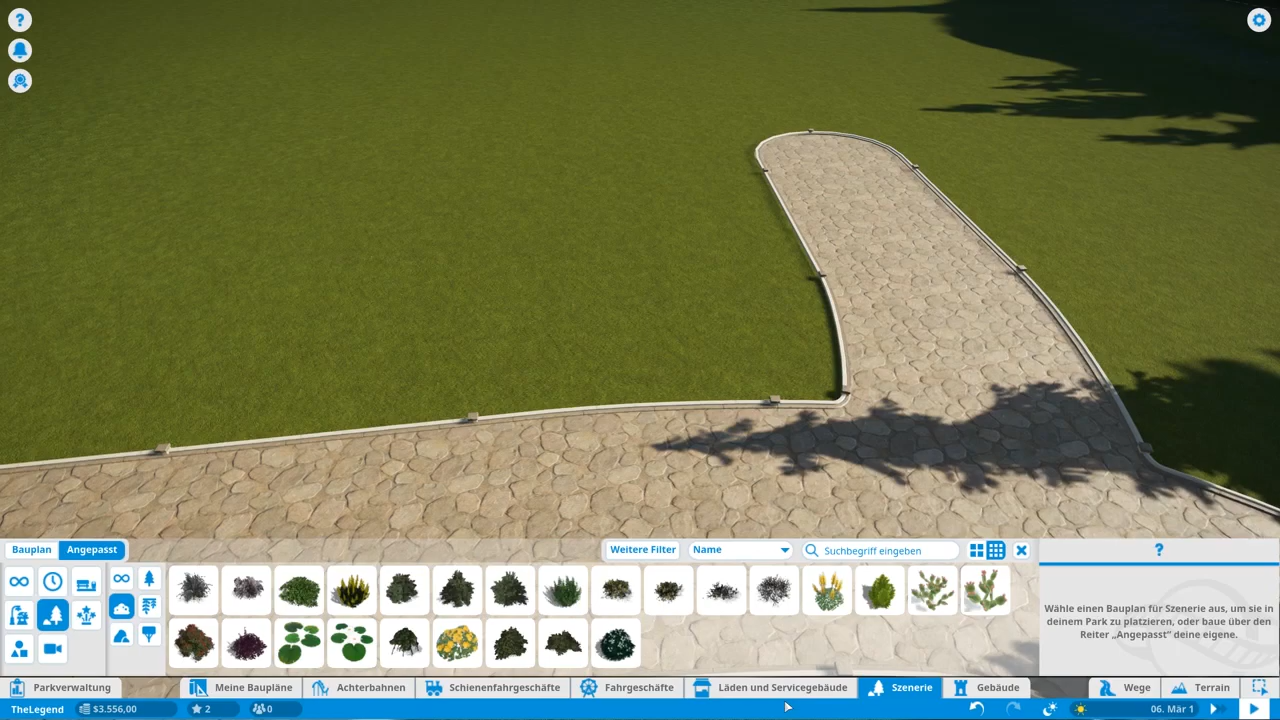 Bauplan Angepasst Weitere Filter Name Suchbegriff eingeben
Wähle einen Bauplan für Szenerie aus, um sie in
deinem Park zu platzieren, oder baue über den
Reiter „Angepasst” deine eigene.
Parkverwaltung Meine Baupläne Achterbahnen Schienenfahrgeschäfte Fahrgeschäfte Läden und Servicegebäude Szenerie Gebäude Wege Terrain
TheLegend $3.556,00 2 0 06. Mär 1